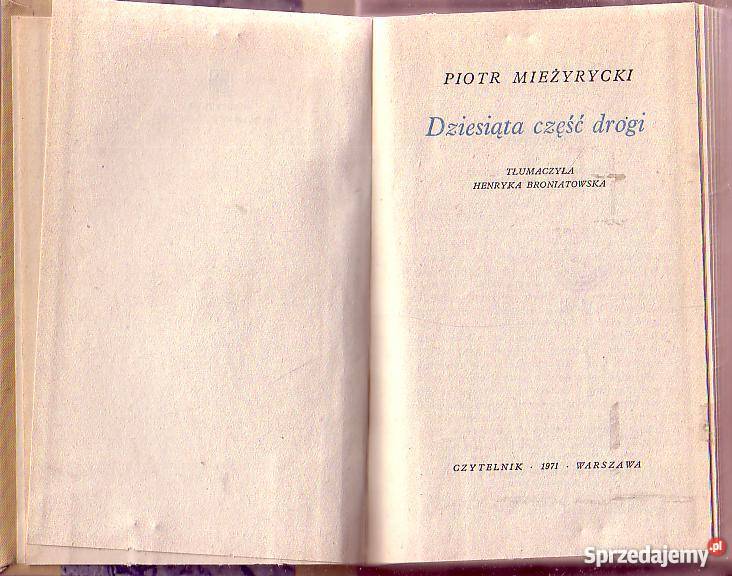 PIOTR MIEŻYRYCKI
Dziesiąta część drogi
TŁUMACZYŁA
HENRYKA BRONIATOWSKA
CZYTELNIK · 1971 · WARSZAWA
Sprzedajemy.pl